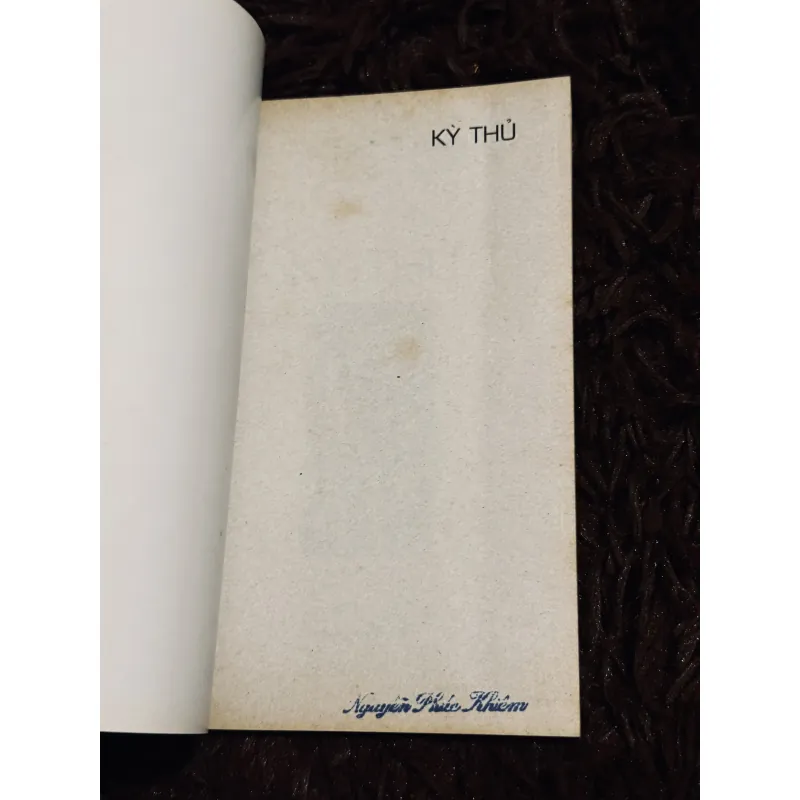 KỲ THỦ
Nguyễn Phúc Khiêm